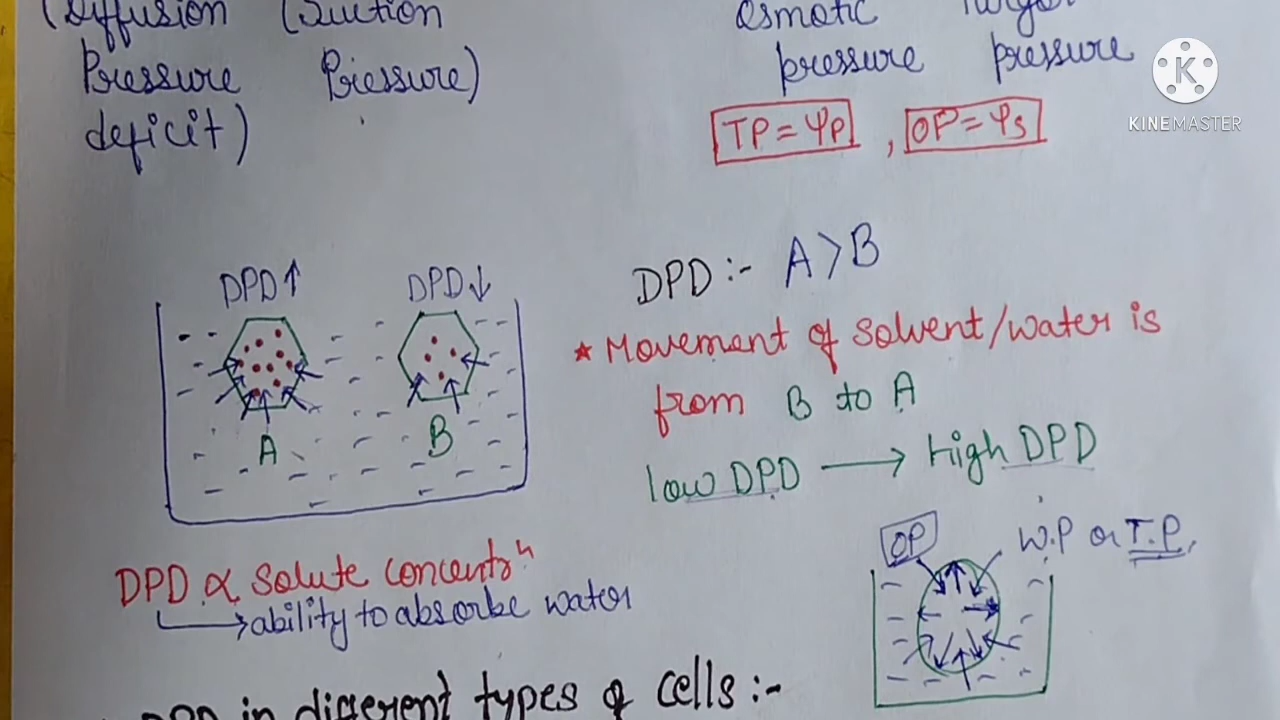 (Diffusion (Suction
Pressure Pressure)
deficit)
Osmotic Turgor
pressure pressure
TP = ψp , OP = ψs
KINEMASTER
DPD↑ DPD↓
A B
DPD :- A > B
* Movement of solvent/water is
from B to A
low DPD → high DPD
DPD ∝ solute concentrⁿ
→ ability to absorbe water
OP W.P or T.P.
DPD in different types of cells :-